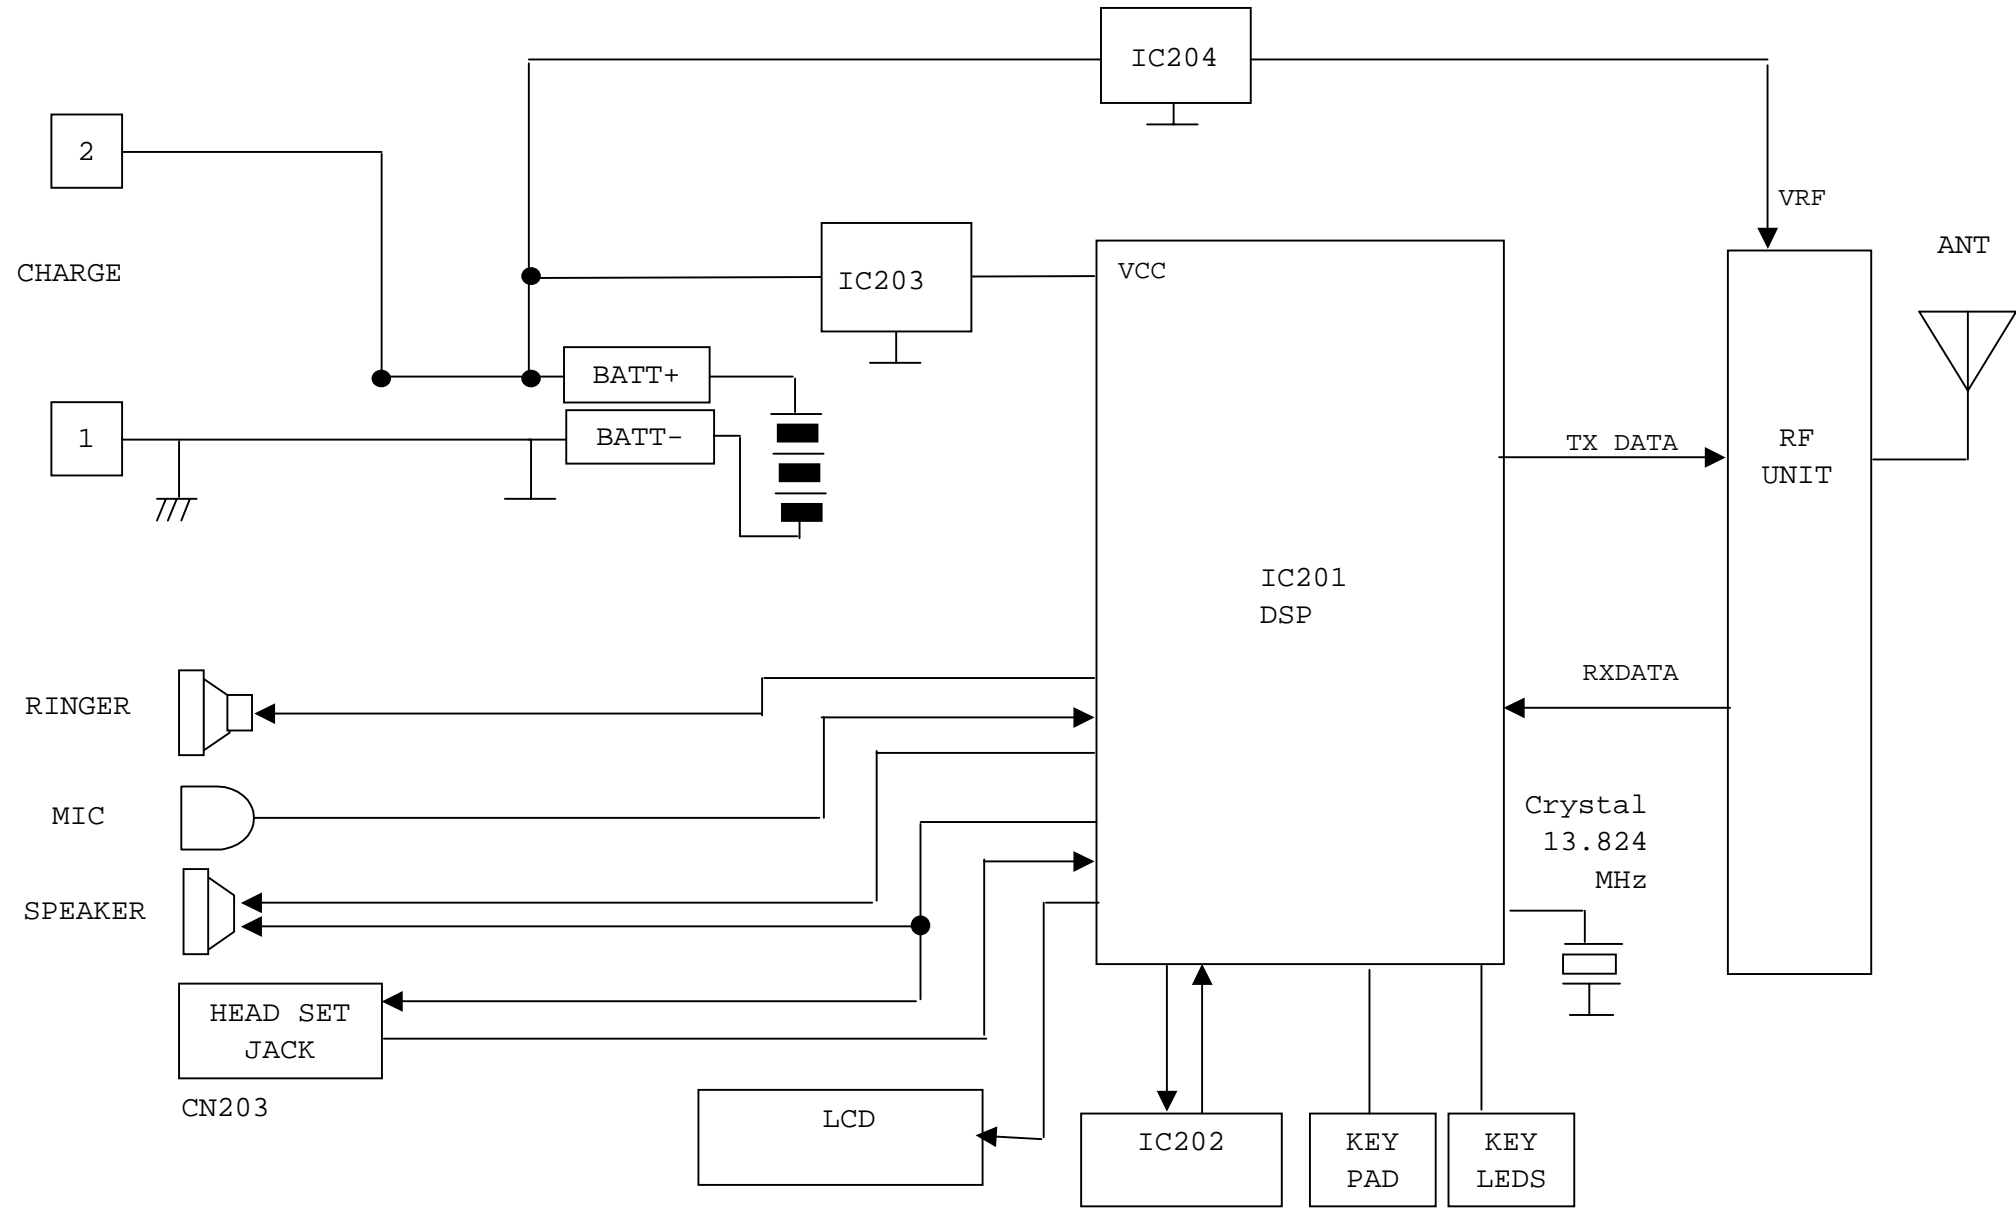 IC204
2
VRF
ANT
CHARGE
IC203
VCC
BATT+
1
BATT-
TX DATA
RF
UNIT
IC201
DSP
RXDATA
RINGER
MIC
Crystal
13.824
MHz
SPEAKER
HEAD SET
JACK
CN203
LCD
IC202
KEY
PAD
KEY
LEDS